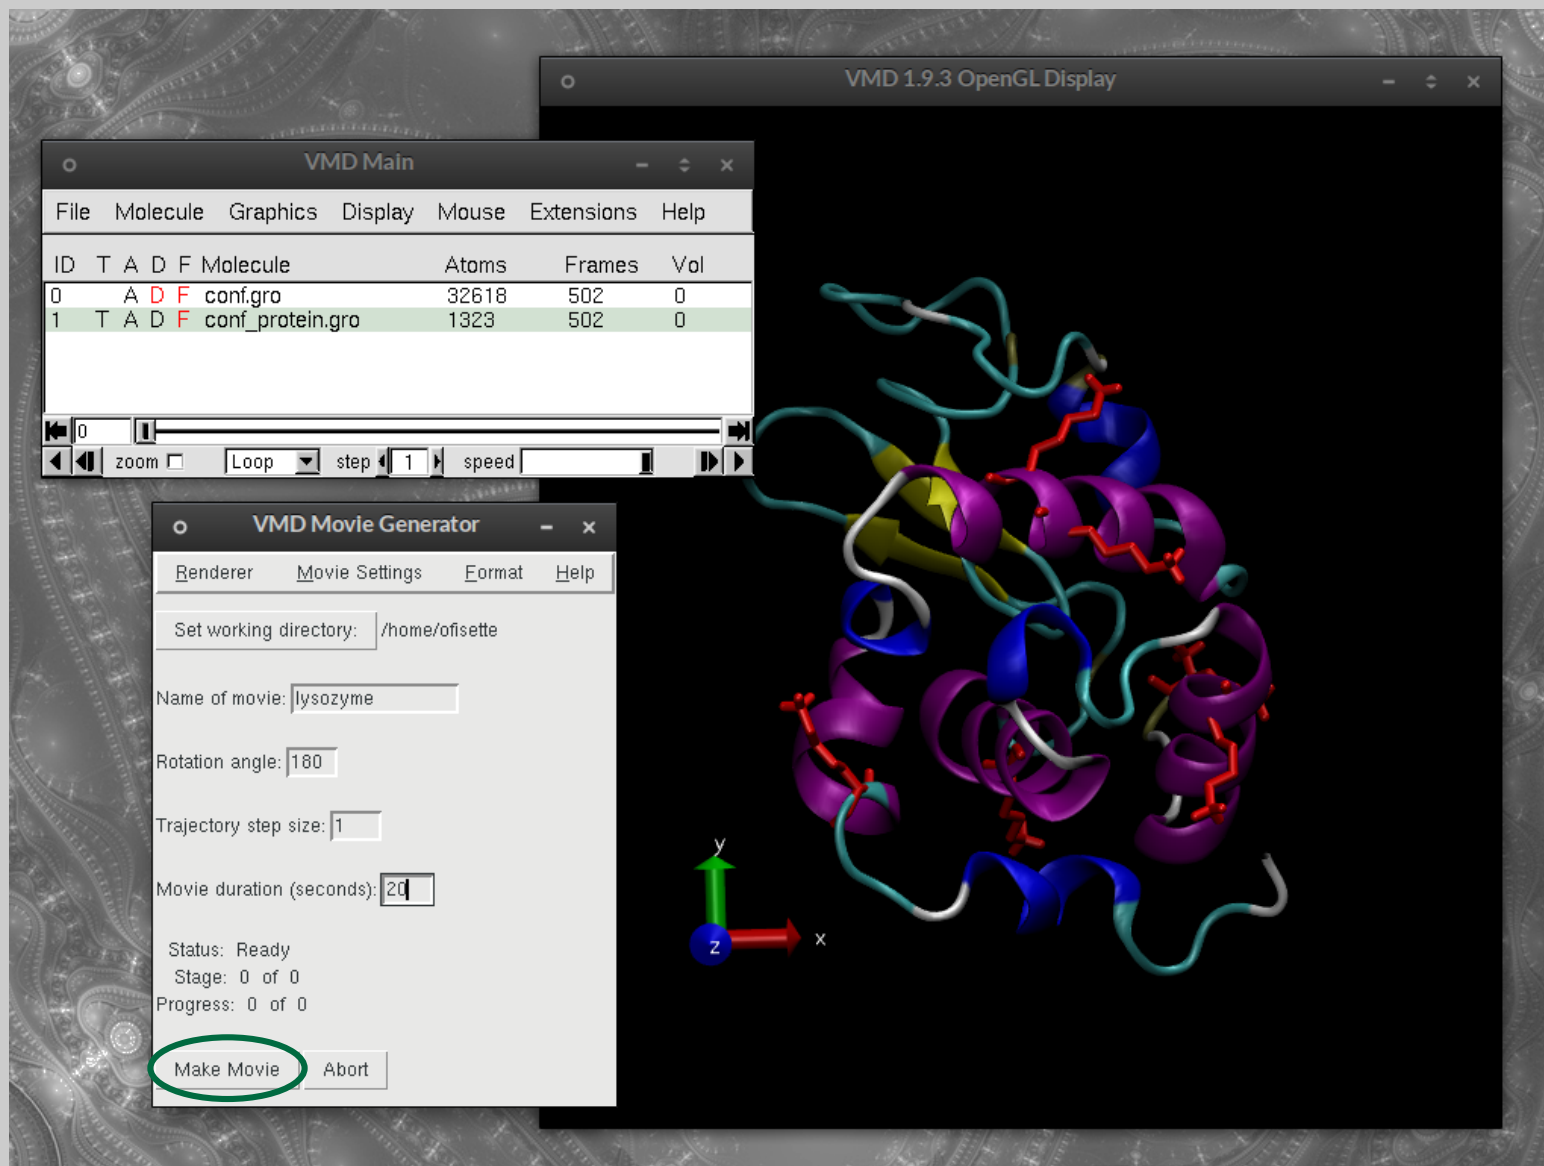 VMD 1.9.3 OpenGL Display
VMD Main
File Molecule Graphics Display Mouse Extensions Help
ID T A D F Molecule Atoms Frames Vol
0 A D F conf.gro 32618 502 0
1 T A D F conf_protein.gro 1323 502 0
0
zoom Loop step 1 speed
VMD Movie Generator
Renderer Movie Settings Format Help
Set working directory: /home/ofisette
Name of movie: lysozyme
Rotation angle: 180
Trajectory step size: 1
Movie duration (seconds): 20
Status: Ready
Stage: 0 of 0
Progress: 0 of 0
Make Movie Abort
y
z x